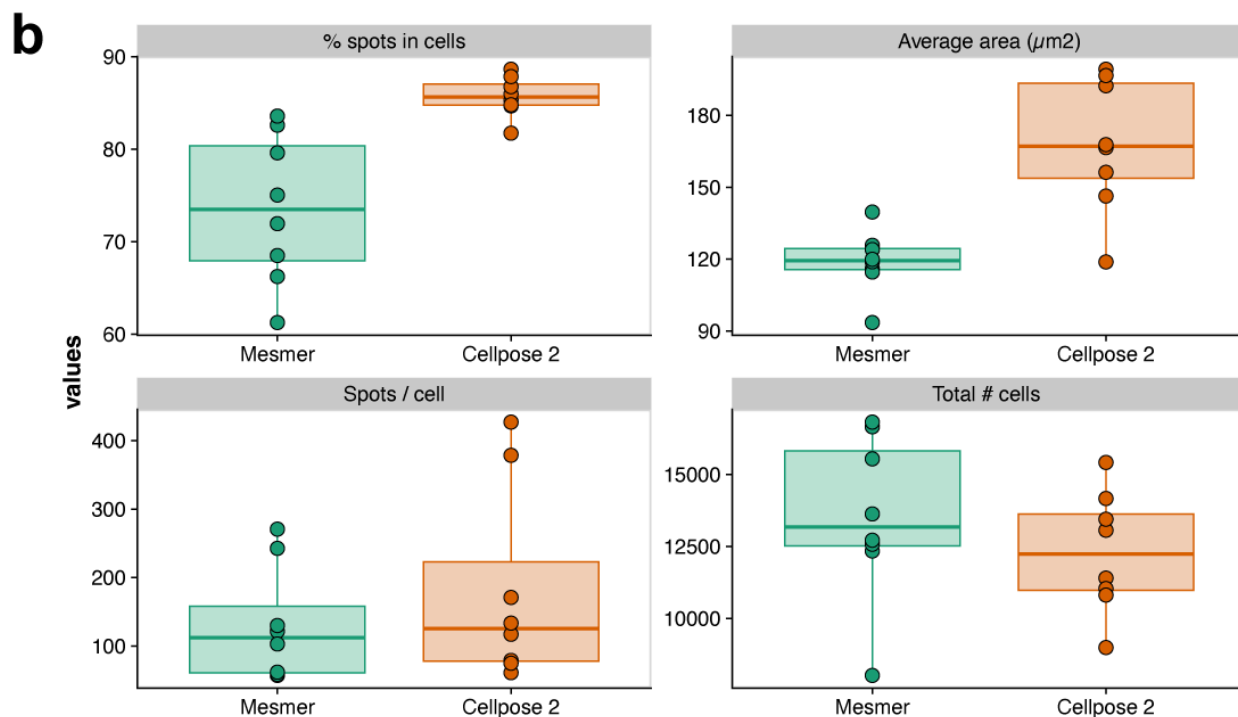 b
% spots in cells
90
80
70
60
Mesmer
Cellpose 2
Average area (µm2)
180
150
120
90
Mesmer
Cellpose 2
values
Spots / cell
400
300
200
100
Mesmer
Cellpose 2
Total # cells
15000
12500
10000
Mesmer
Cellpose 2